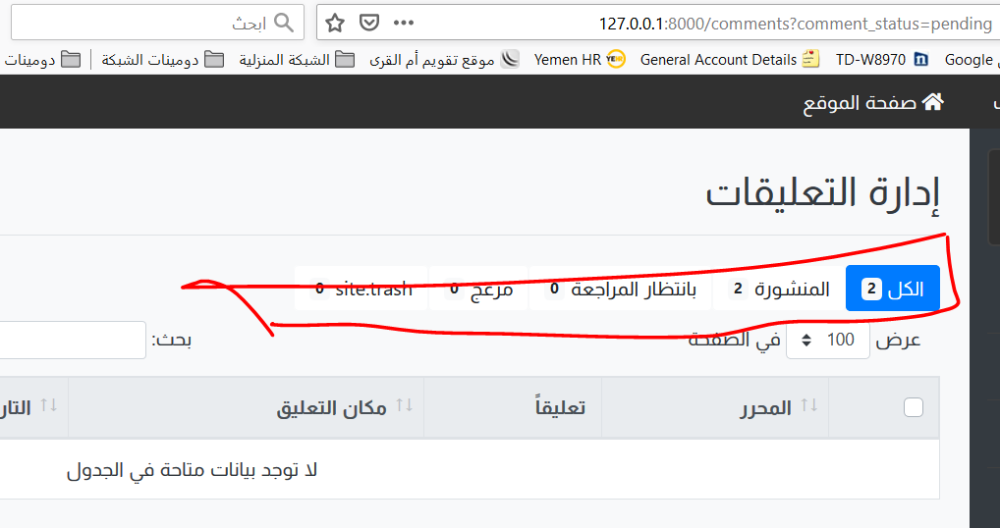 ابحث
127.0.0.1:8000/comments?comment_status=pending
Google TD-W8970 General Account Details Yemen HR موقع تقويم أم القرى الشبكة المنزلية دومينات الشبكة دومينات
صفحة الموقع
إدارة التعليقات
الكل 2 المنشورة 2 بانتظار المراجعة 0 مزعج 0 site.trash 0
عرض 100 في الصفحة بحث:
المحرر تعليقاً مكان التعليق
لا توجد بيانات متاحة في الجدول